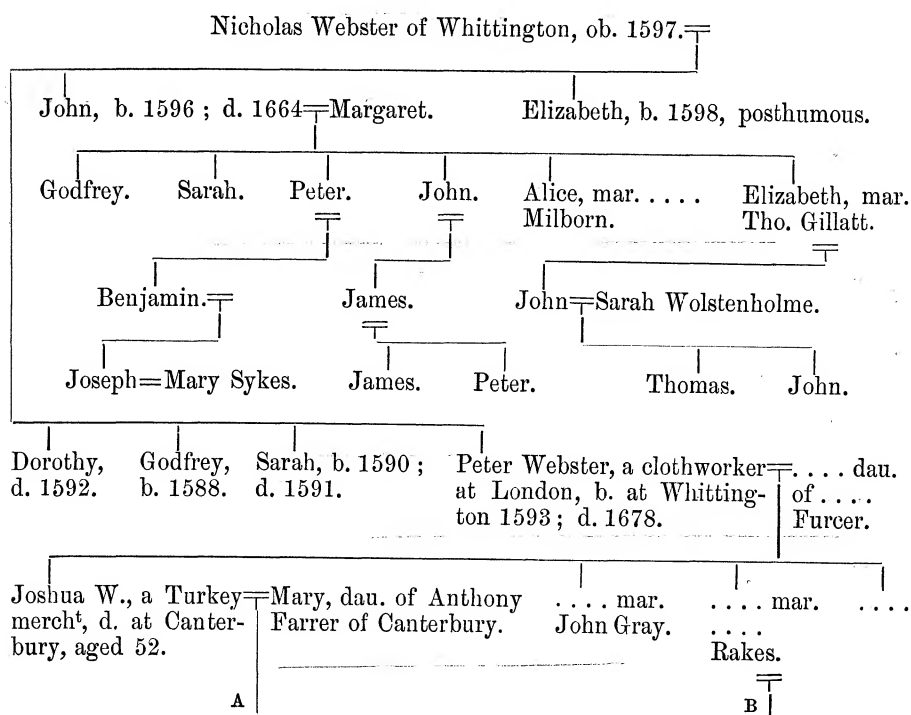 Nicholas Webster of Whittington, ob. 1597.
John, b. 1596 ; d. 1664=Margaret. Elizabeth, b. 1598, posthumous.
Godfrey. Sarah. Peter. John. Alice, mar. . . . . . Elizabeth, mar.
Milborn. Tho. Gillatt.
Benjamin.= James. John=Sarah Wolstenholme.
Joseph=Mary Sykes. James. Peter. Thomas. John.
Dorothy, Godfrey, Sarah, b. 1590 ; Peter Webster, a clothworker=. . . . dau.
d. 1592. b. 1588. d. 1591. at London, b. at Whitting- of . . . .
ton 1593 ; d. 1678. Furcer.
Joshua W., a Turkey=Mary, dau. of Anthony . . . . mar. . . . . mar. . . . .
mercht, d. at Canter- Farrer of Canterbury. John Gray. . . . .
bury, aged 52. Rakes.
A B